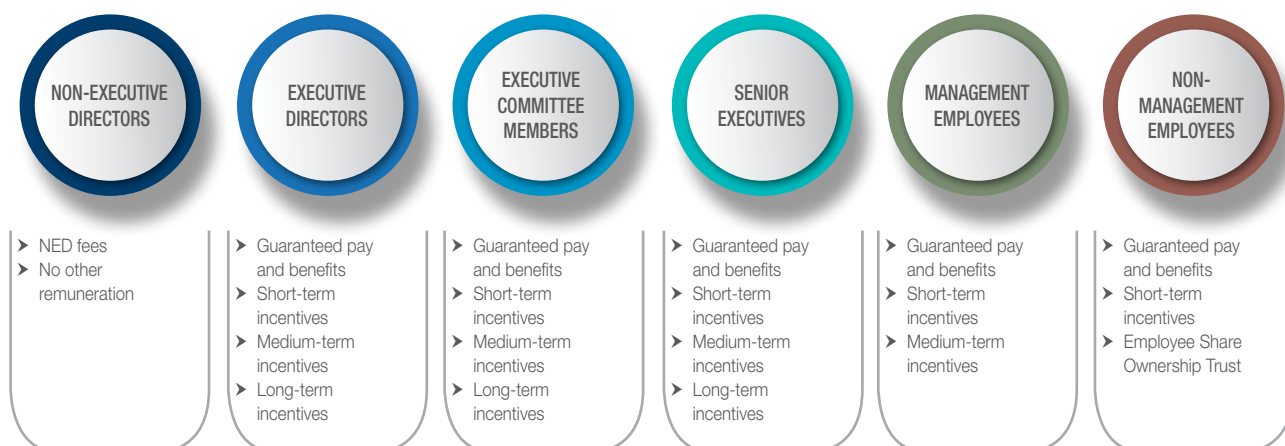 NON-EXECUTIVE
DIRECTORS
➤ NED fees
➤ No other
remuneration
EXECUTIVE
DIRECTORS
➤ Guaranteed pay
and benefits
➤ Short-term
incentives
➤ Medium-term
incentives
➤ Long-term
incentives
EXECUTIVE
COMMITTEE
MEMBERS
➤ Guaranteed pay
and benefits
➤ Short-term
incentives
➤ Medium-term
incentives
➤ Long-term
incentives
SENIOR
EXECUTIVES
➤ Guaranteed pay
and benefits
➤ Short-term
incentives
➤ Medium-term
incentives
➤ Long-term
incentives
MANAGEMENT
EMPLOYEES
➤ Guaranteed pay
and benefits
➤ Short-term
incentives
➤ Medium-term
incentives
NON-
MANAGEMENT
EMPLOYEES
➤ Guaranteed pay
and benefits
➤ Short-term
incentives
➤ Employee Share
Ownership Trust